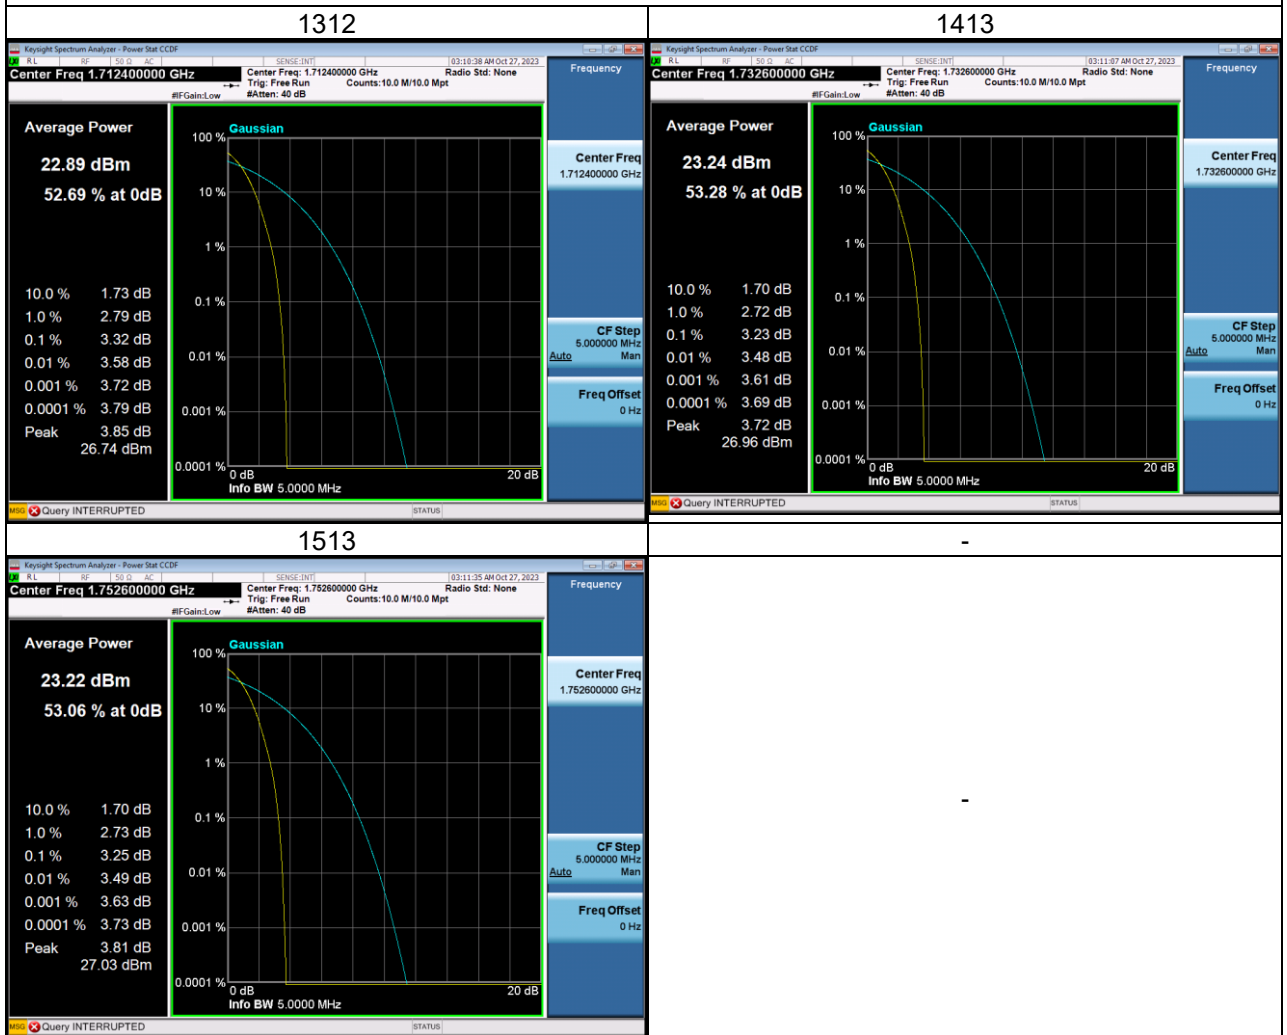 1312
1413
Keysight Spectrum Analyzer - Power Stat CCDF
RL RF 50 Ω AC SENSE:INT 03:10:38 AM Oct 27, 2023
Center Freq 1.712400000 GHz
Center Freq: 1.712400000 GHz Radio Std: None
Trig: Free Run Counts:10.0 M/10.0 Mpt
#IFGain:Low #Atten: 40 dB
Frequency
Average Power
22.89 dBm
52.69 % at 0dB
10.0 % 1.73 dB
1.0 % 2.79 dB
0.1 % 3.32 dB
0.01 % 3.58 dB
0.001 % 3.72 dB
0.0001 % 3.79 dB
Peak 3.85 dB
26.74 dBm
Gaussian
100 %
10 %
1 %
0.1 %
0.01 %
0.001 %
0.0001 %
0 dB 20 dB
Info BW 5.0000 MHz
Center Freq
1.712400000 GHz
CF Step
5.000000 MHz
Auto Man
Freq Offset
0 Hz
MSG Query INTERRUPTED STATUS
Keysight Spectrum Analyzer - Power Stat CCDF
RL RF 50 Ω AC SENSE:INT 03:11:07 AM Oct 27, 2023
Center Freq 1.732600000 GHz
Center Freq: 1.732600000 GHz Radio Std: None
Trig: Free Run Counts:10.0 M/10.0 Mpt
#IFGain:Low #Atten: 40 dB
Frequency
Average Power
23.24 dBm
53.28 % at 0dB
10.0 % 1.70 dB
1.0 % 2.72 dB
0.1 % 3.23 dB
0.01 % 3.48 dB
0.001 % 3.61 dB
0.0001 % 3.69 dB
Peak 3.72 dB
26.96 dBm
Gaussian
100 %
10 %
1 %
0.1 %
0.01 %
0.001 %
0.0001 %
0 dB 20 dB
Info BW 5.0000 MHz
Center Freq
1.732600000 GHz
CF Step
5.000000 MHz
Auto Man
Freq Offset
0 Hz
MSG Query INTERRUPTED STATUS
1513
-
Keysight Spectrum Analyzer - Power Stat CCDF
RL RF 50 Ω AC SENSE:INT 03:11:35 AM Oct 27, 2023
Center Freq 1.752600000 GHz
Center Freq: 1.752600000 GHz Radio Std: None
Trig: Free Run Counts:10.0 M/10.0 Mpt
#IFGain:Low #Atten: 40 dB
Frequency
Average Power
23.22 dBm
53.06 % at 0dB
10.0 % 1.70 dB
1.0 % 2.73 dB
0.1 % 3.25 dB
0.01 % 3.49 dB
0.001 % 3.63 dB
0.0001 % 3.73 dB
Peak 3.81 dB
27.03 dBm
Gaussian
100 %
10 %
1 %
0.1 %
0.01 %
0.001 %
0.0001 %
0 dB 20 dB
Info BW 5.0000 MHz
Center Freq
1.752600000 GHz
CF Step
5.000000 MHz
Auto Man
Freq Offset
0 Hz
MSG Query INTERRUPTED STATUS
-